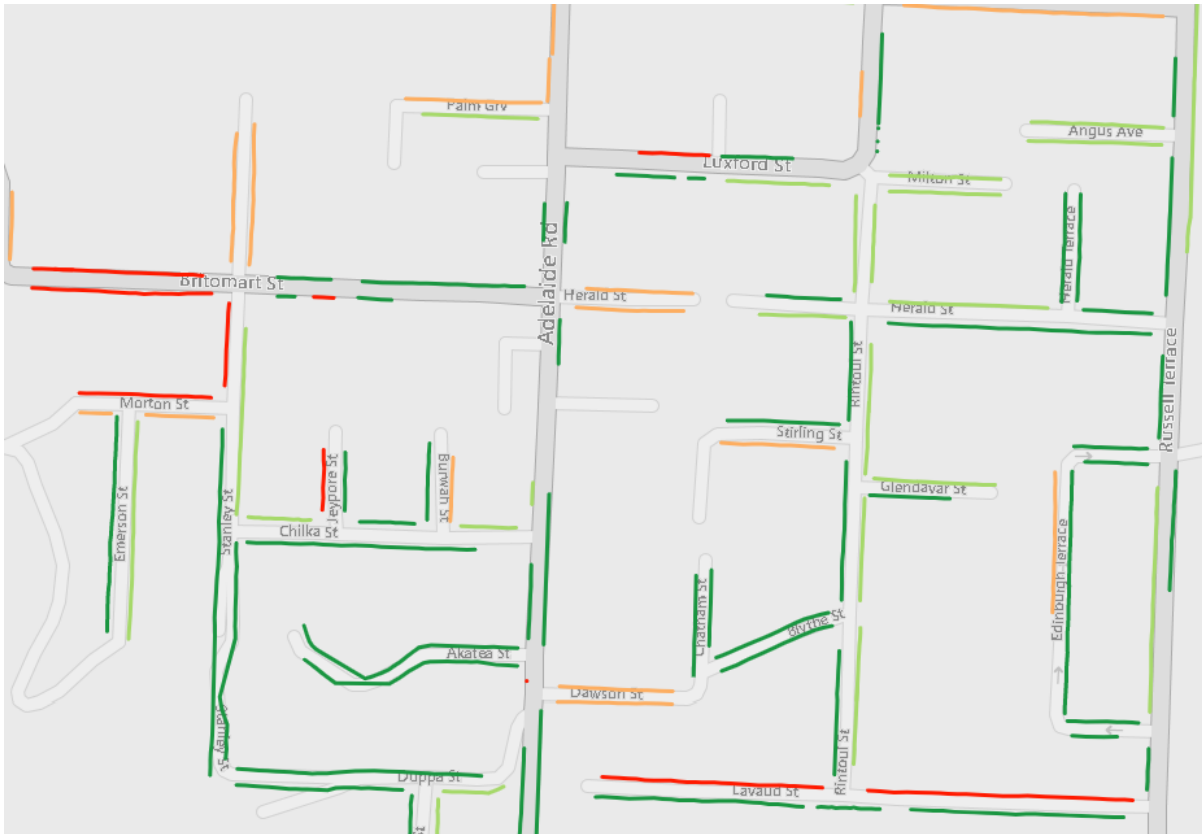 Palm Grv
Angus Ave
Luxford St
Milton St
Herald Terrace
Adelaide Rd
Britomart St
Herald St
Herald St
Russell Terrace
Rintoul St
Morton St
Stirling St
Jeypore St
Burwah St
Glendavar St
Emerson St
Stanley St
Chilka St
Edinburgh Terrace
Chatham St
Blythe St
Akatea St
Dawson St
Stanley St
Rintoul St
Duppa St
Lavaud St
St